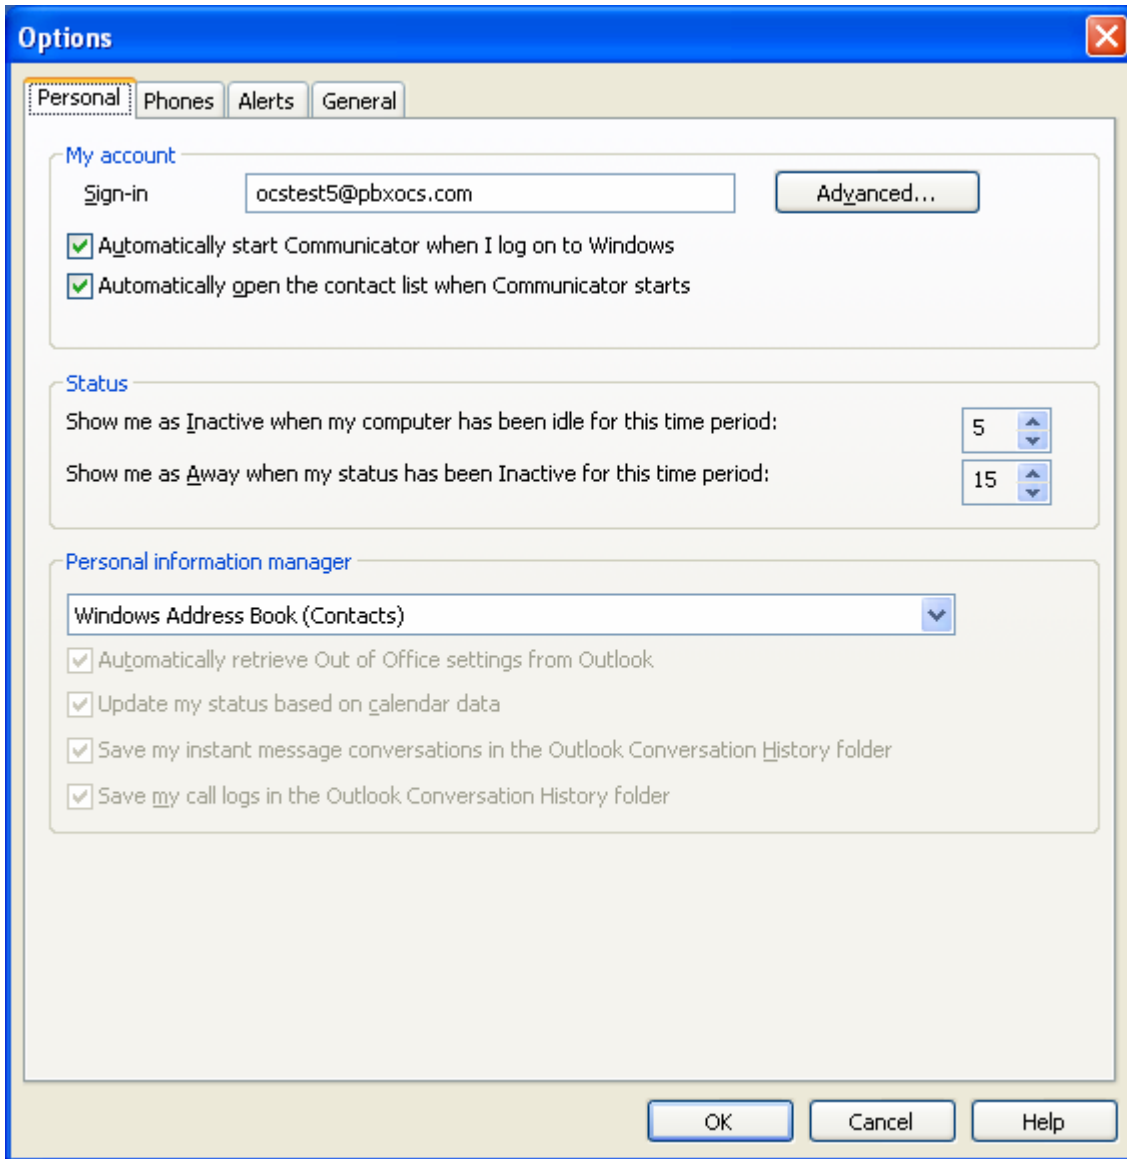 Options
Personal Phones Alerts General
My account
Sign-in ocstest5@pbxocs.com Advanced...
Automatically start Communicator when I log on to Windows
Automatically open the contact list when Communicator starts
Status
Show me as Inactive when my computer has been idle for this time period: 5
Show me as Away when my status has been Inactive for this time period: 15
Personal information manager
Windows Address Book (Contacts)
Automatically retrieve Out of Office settings from Outlook
Update my status based on calendar data
Save my instant message conversations in the Outlook Conversation History folder
Save my call logs in the Outlook Conversation History folder
OK Cancel Help